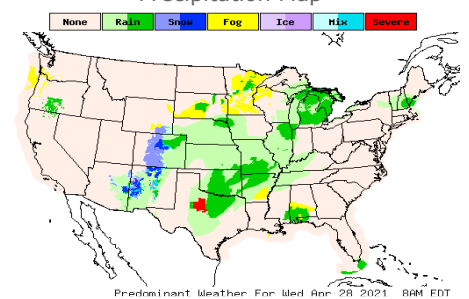 Precipitation Map
None Rain Snow Fog Ice Mix Severe
Predominant Weather For Wed Apr 28 2021 8AM EDT